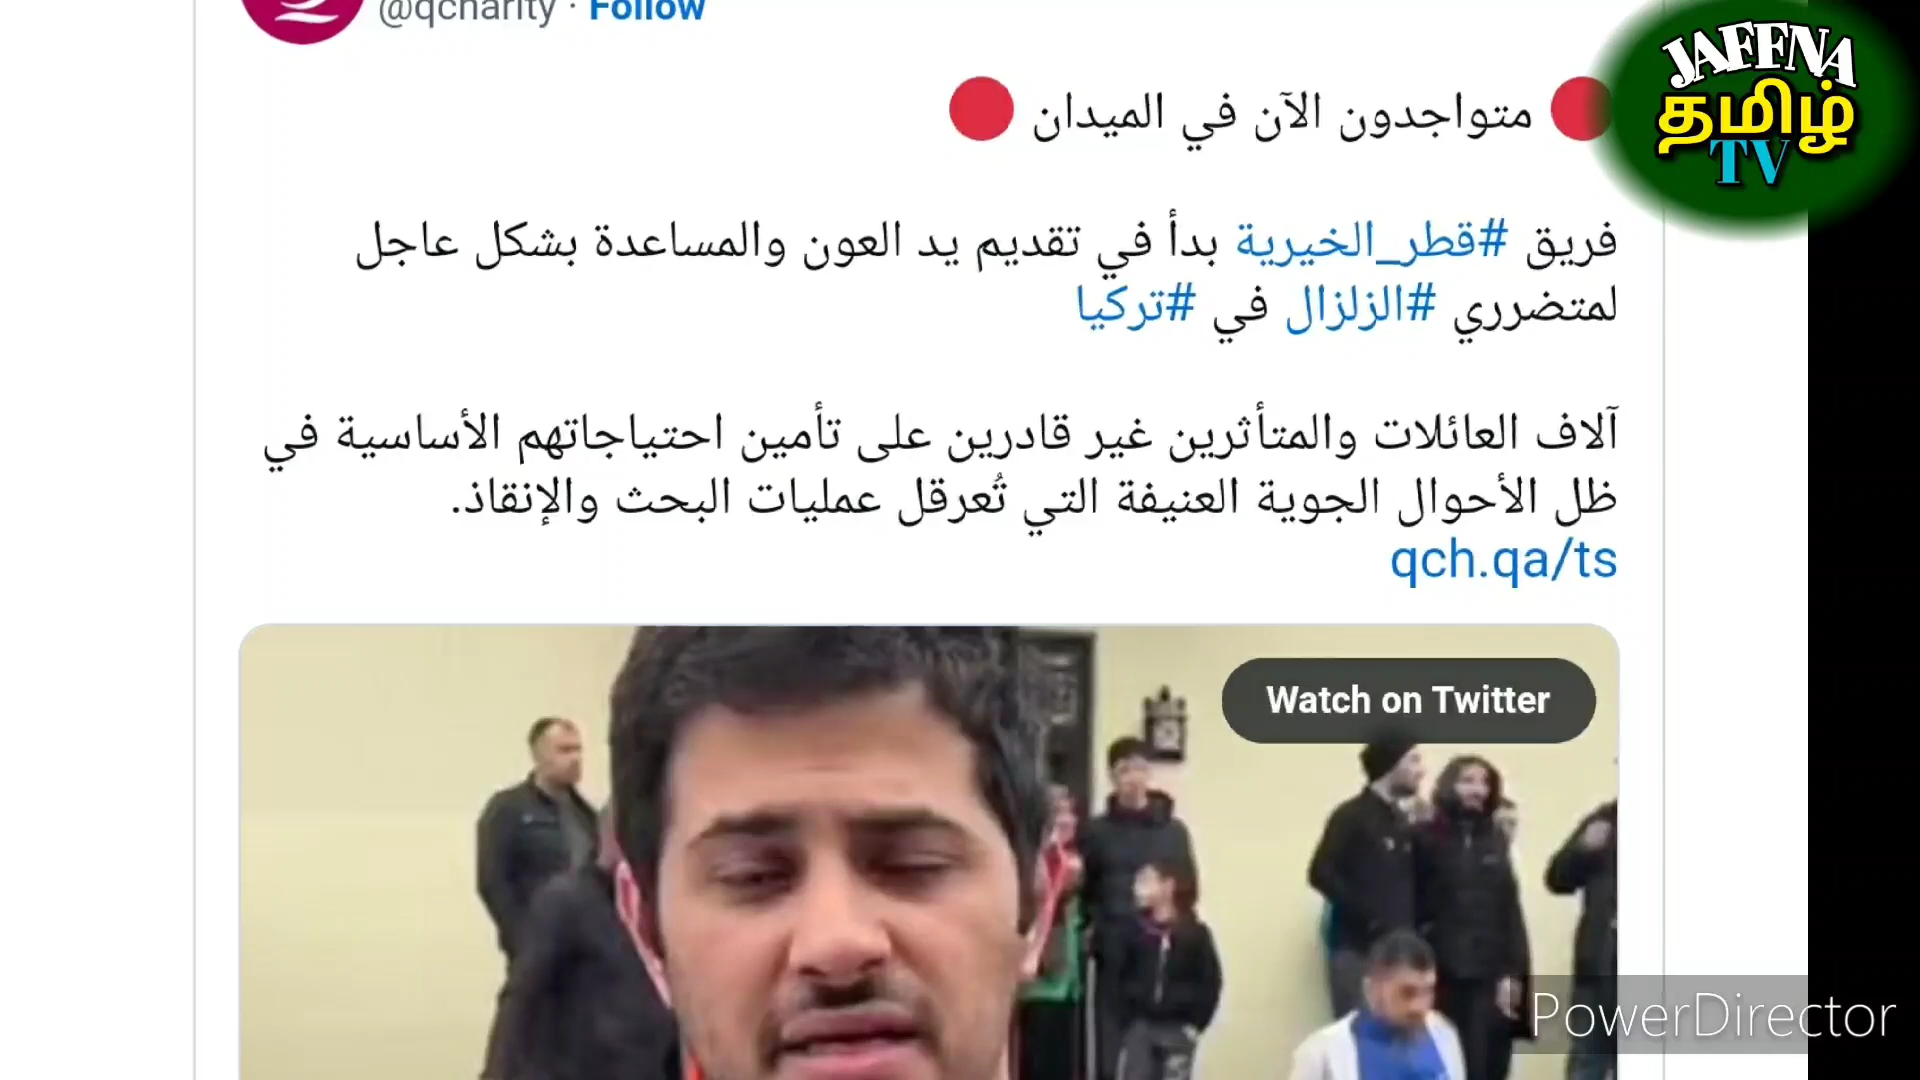 @qcharity · Follow
JAFFNA
தமிழ்
TV
🔴 متواجدون الآن في الميدان 🔴
فريق #قطر_الخيرية بدأ في تقديم يد العون والمساعدة بشكل عاجل
لمتضرري #الزلزال في #تركيا
آلاف العائلات والمتأثرين غير قادرين على تأمين احتياجاتهم الأساسية في
ظل الأحوال الجوية العنيفة التي تُعرقل عمليات البحث والإنقاذ.
qch.qa/ts
Watch on Twitter
PowerDirector